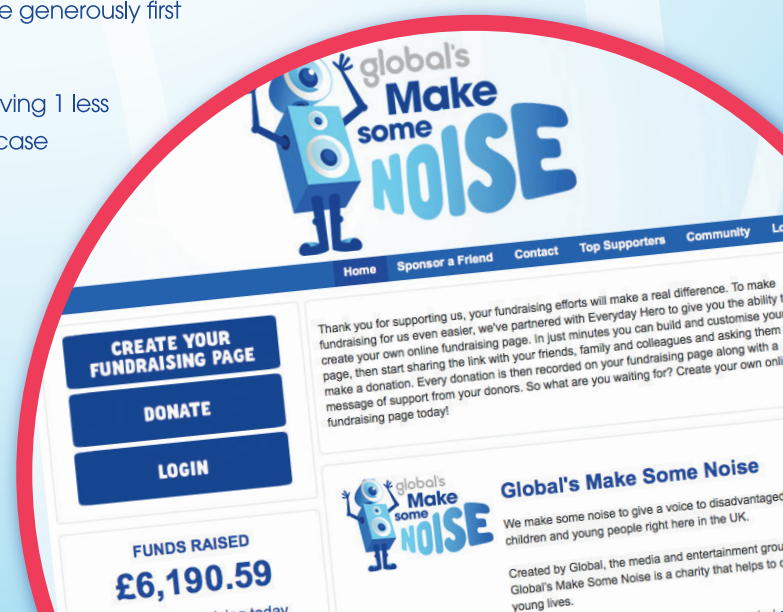 generously first
1 less
case
global's
Make
some
NOISE
Home Sponsor a Friend Contact Top Supporters Community
CREATE YOUR
FUNDRAISING PAGE
DONATE
LOGIN
FUNDS RAISED
£6,190.59
today
Thank you for supporting us, your fundraising efforts will make a real difference. To make
fundraising for us even easier, we've partnered with Everyday Hero to give you the ability
create your own online fundraising page. In just minutes you can build and customise your
page, then start sharing the link with your friends, family and colleagues and asking them
make a donation. Every donation is then recorded on your fundraising page along with a
message of support from your donors. So what are you waiting for? Create your own
fundraising page today!
global's
Make
some
NOISE
Global's Make Some Noise
We make some noise to give a voice to disadvantaged
children and young people right here in the UK.
Created by Global, the media and entertainment
Global's Make Some Noise is a charity that helps to
young lives.